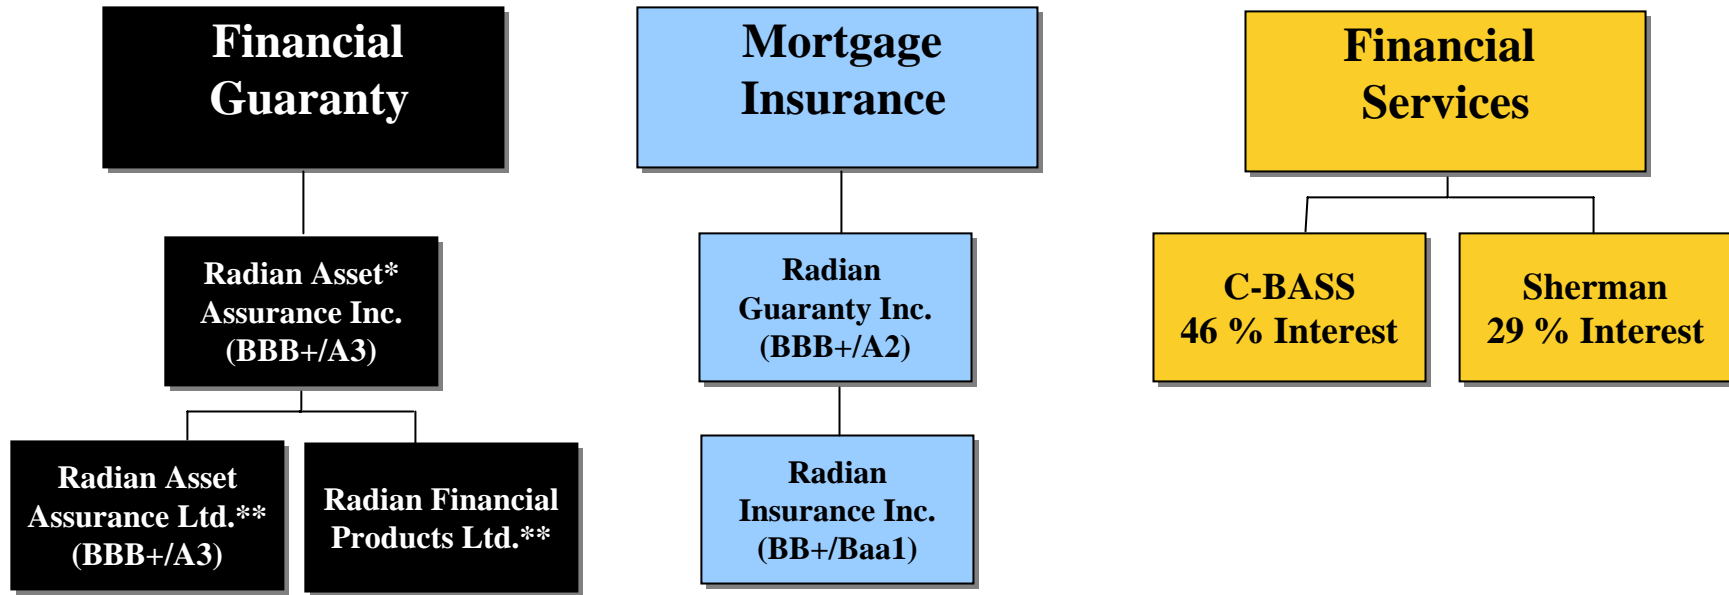 Financial
Guaranty
Mortgage
Insurance
Financial
Services
Radian Asset*
Assurance Inc.
(BBB+/A3)
Radian
Guaranty Inc.
(BBB+/A2)
C-BASS
46 % Interest
Sherman
29 % Interest
Radian Asset
Assurance Ltd.**
(BBB+/A3)
Radian Financial
Products Ltd.**
Radian
Insurance Inc.
(BB+/Baa1)